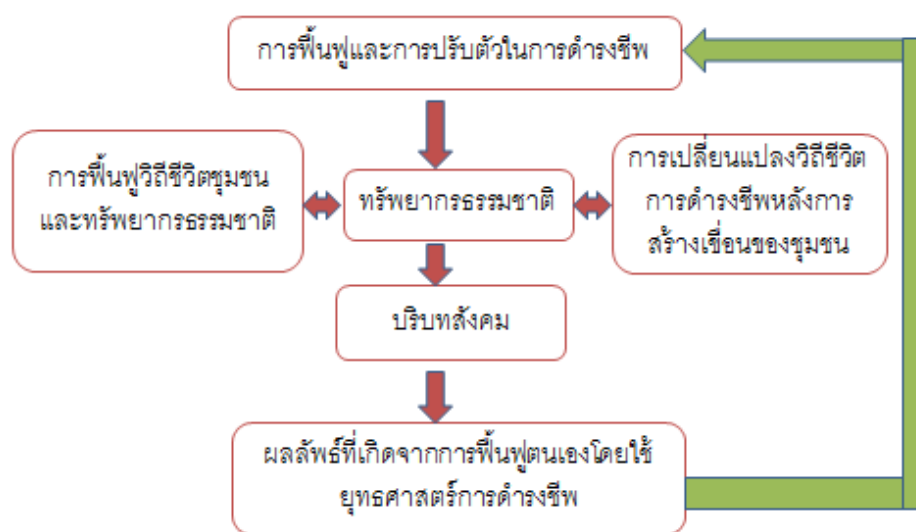 การฟื้นฟูและการปรับตัวในการดำรงชีพ
การฟื้นฟูวิถีชีวิตชุมชน
และทรัพยากรธรรมชาติ
ทรัพยากรธรรมชาติ
การเปลี่ยนแปลงวิถีชีวิต
การดำรงชีพหลังการ
สร้างเขื่อนของชุมชน
บริบทสังคม
ผลลัพธ์ที่เกิดจากการฟื้นฟูตนเองโดยใช้
ยุทธศาสตร์การดำรงชีพ